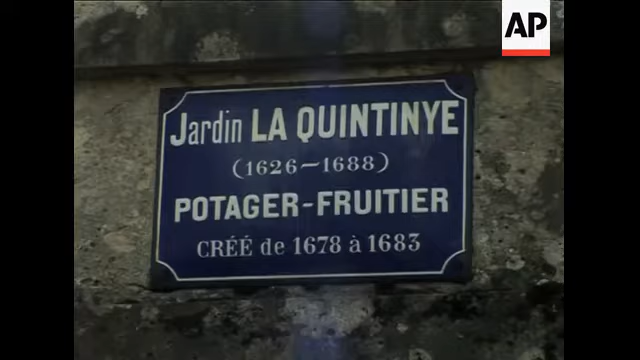 AP
Jardin LA QUINTINYE
(1626-1688)
POTAGER-FRUITIER
CRÉÉ de 1678 à 1683